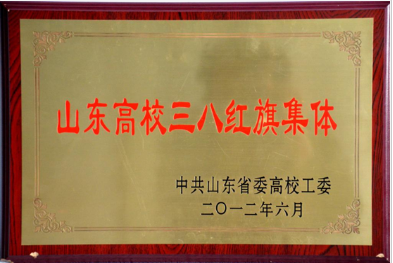 山东高校三八红旗集体
中共山东省委高校工委
二〇一二年六月